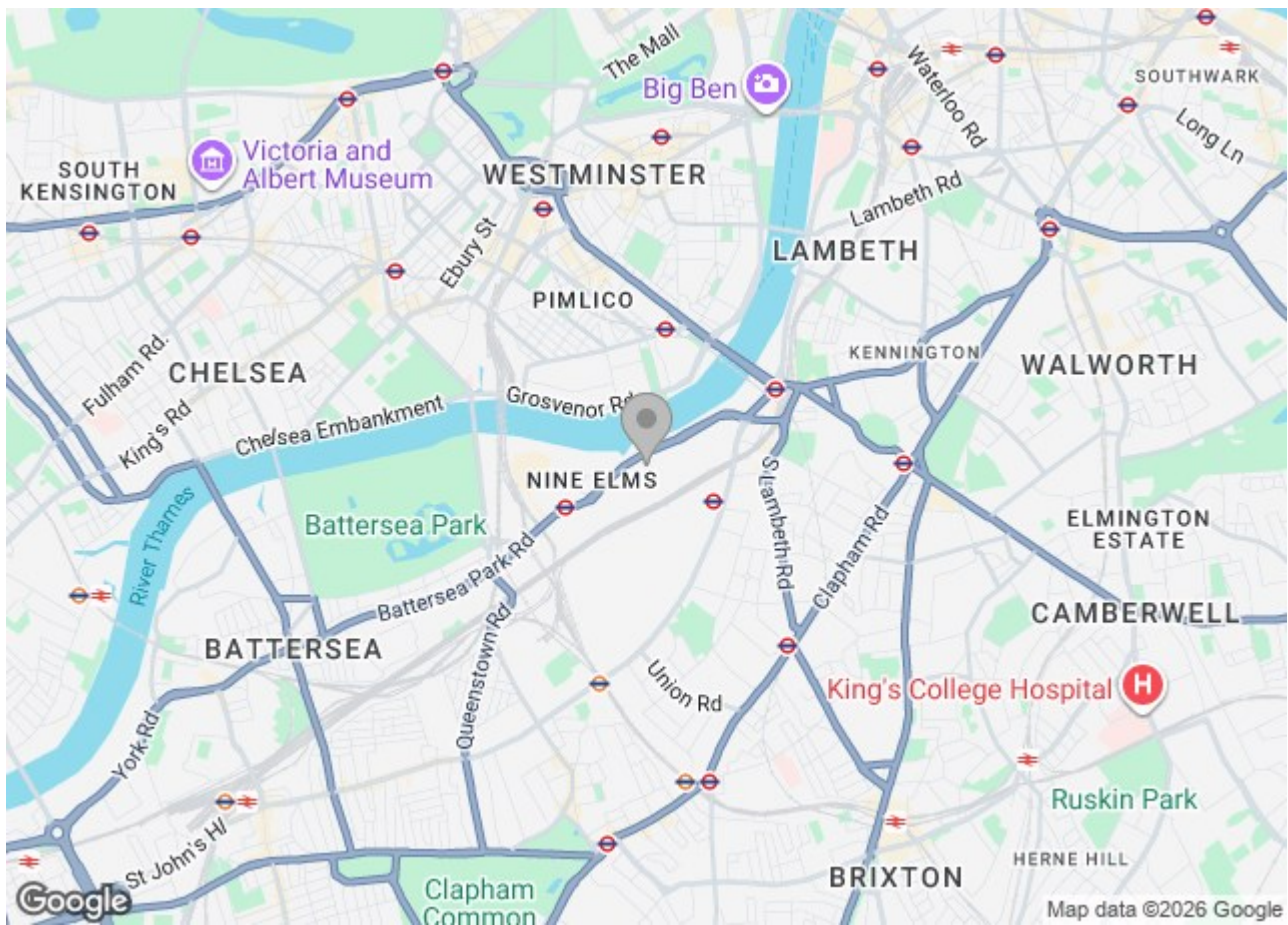 The Mall
Big Ben
Waterloo Rd
SOUTHWARK
Long Ln
Victoria and
Albert Museum
SOUTH
KENSINGTON
WESTMINSTER
Lambeth Rd
Ebury St
LAMBETH
PIMLICO
KENNINGTON
WALWORTH
Fulham Rd.
CHELSEA
King's Rd
Chelsea Embankment
Grosvenor Rd
NINE ELMS
S Lambeth Rd
Clapham Rd
Battersea Park
River Thames
ELMINGTON
ESTATE
Battersea Park Rd
CAMBERWELL
BATTERSEA
Queenstown Rd
Union Rd
King's College Hospital
H
York Rd
Ruskin Park
St John's Hl
HERNE HILL
BRIXTON
Clapham
Common
Google
Map data ©2026 Google